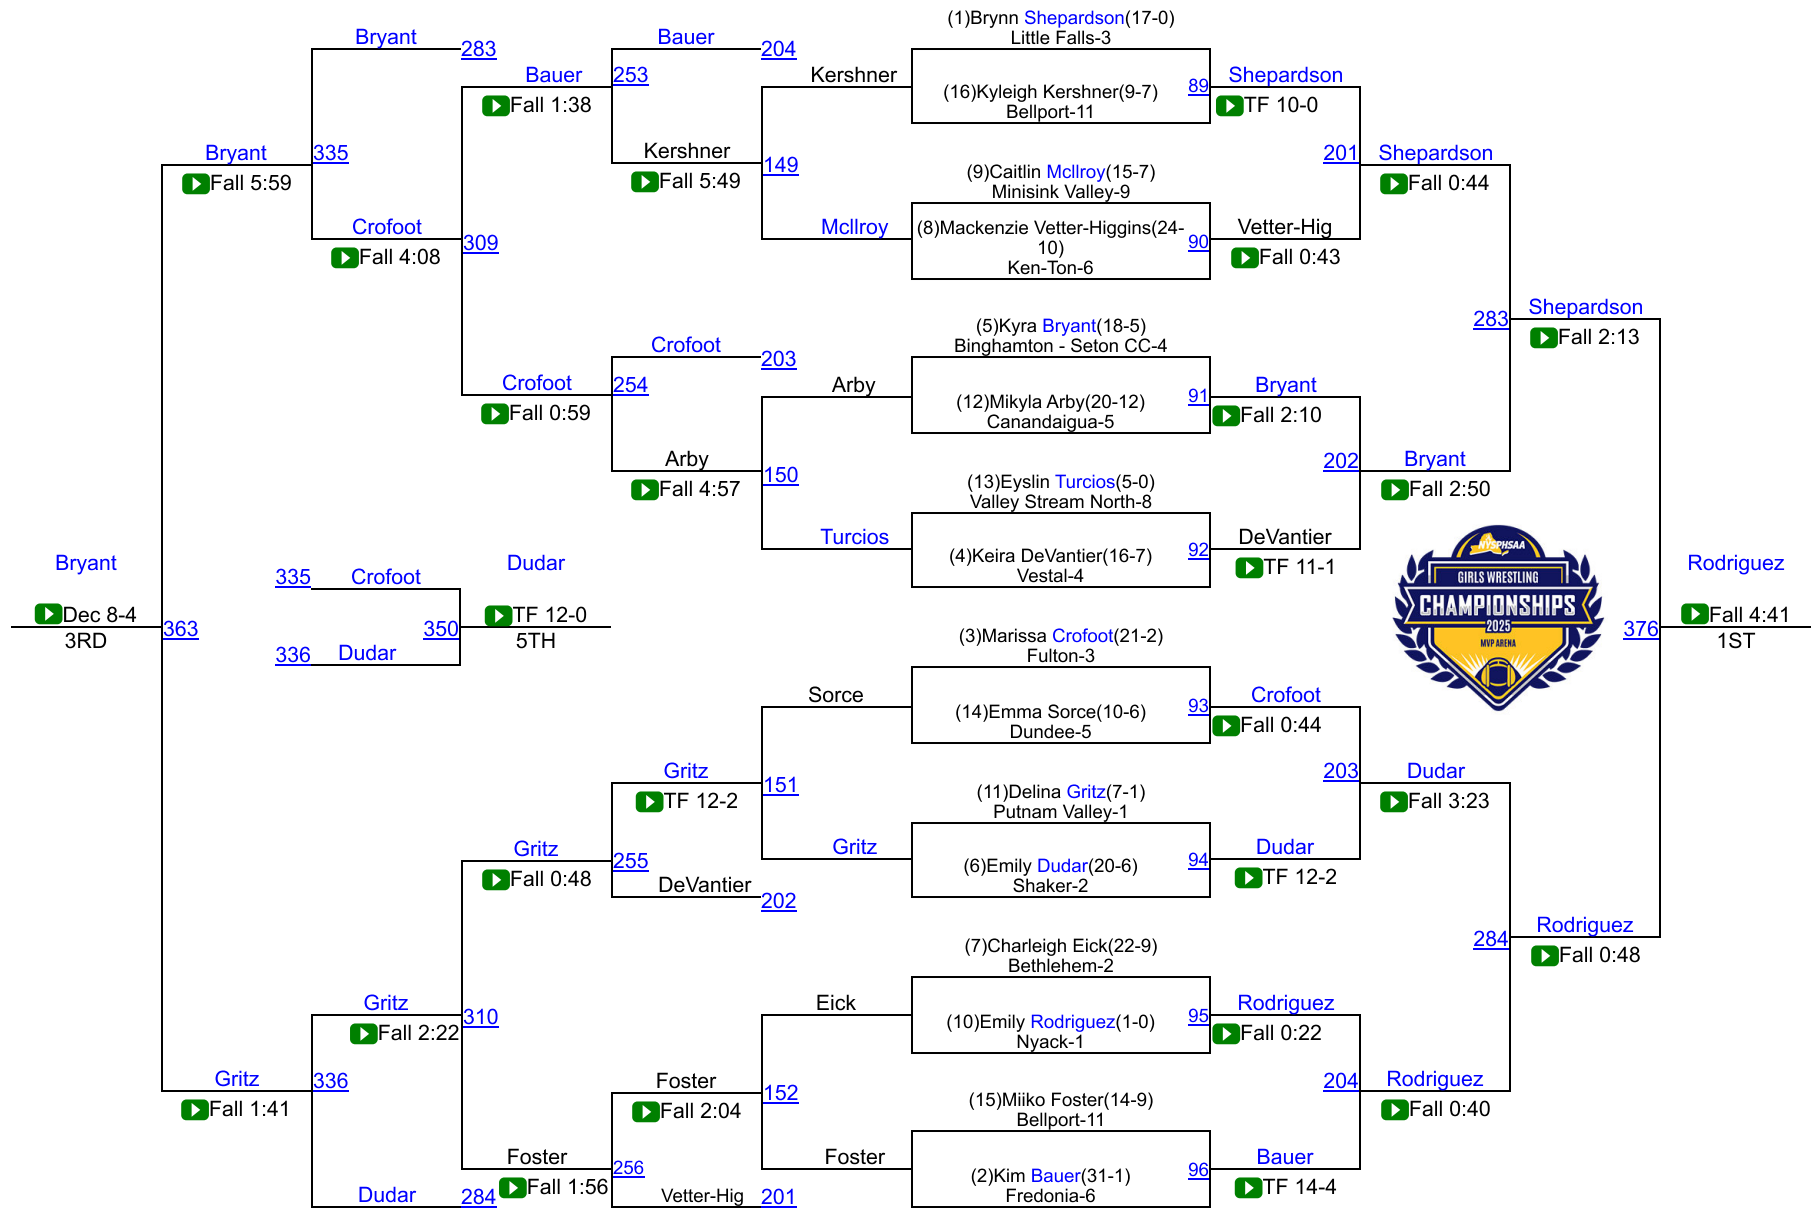 (1)Brynn Shepardson(17-0)
Bryant
283
Bauer
204
Little Falls-3
Bauer
253
Kershner
(16)Kyleigh Kershner(9-7)
89
Shepardson
Fall 1:38
Bellport-11
TF 10-0
Bryant
335
Kershner
149
201
Shepardson
Fall 5:59
Fall 5:49
(9)Caitlin McIlroy(15-7)
Fall 0:44
Minisink Valley-9
Crofoot
309
McIlroy
(8)Mackenzie Vetter-Higgins(24-
10)
90
Vetter-Hig
Fall 4:08
Ken-Ton-6
Fall 0:43
283
Shepardson
(5)Kyra Bryant(18-5)
Fall 2:13
Crofoot
203
Binghamton - Seton CC-4
Crofoot
254
Arby
(12)Mikyla Arby(20-12)
91
Bryant
Fall 0:59
Canandaigua-5
Fall 2:10
Arby
150
202
Bryant
Fall 4:57
(13)Eyslin Turcios(5-0)
Fall 2:50
Valley Stream North-8
Turcios
(4)Keira DeVantier(16-7)
92
DeVantier
Vestal-4
TF 11-1
NYSPHSAA
GIRLS WRESTLING
CHAMPIONSHIPS
2025
MVP ARENA
Bryant
335
Crofoot
Dudar
Rodriguez
Dec 8-4
TF 12-0
Fall 4:41
3RD
363
350
5TH
376
1ST
336
Dudar
(3)Marissa Crofoot(21-2)
Fulton-3
Sorce
(14)Emma Sorce(10-6)
93
Crofoot
Dundee-5
Fall 0:44
Gritz
151
203
Dudar
TF 12-2
(11)Delina Gritz(7-1)
Fall 3:23
Putnam Valley-1
Gritz
255
Gritz
(6)Emily Dudar(20-6)
94
Dudar
Fall 0:48
DeVantier
202
Shaker-2
TF 12-2
284
Rodriguez
(7)Charleigh Eick(22-9)
Fall 0:48
Bethlehem-2
Gritz
310
Eick
(10)Emily Rodriguez(1-0)
95
Rodriguez
Fall 2:22
Nyack-1
Fall 0:22
Gritz
336
Foster
152
204
Rodriguez
Fall 1:41
Fall 2:04
(15)Miiko Foster(14-9)
Fall 0:40
Bellport-11
Foster
256
Foster
(2)Kim Bauer(31-1)
96
Bauer
Fall 1:56
Fredonia-6
TF 14-4
Dudar
284
Vetter-Hig
201